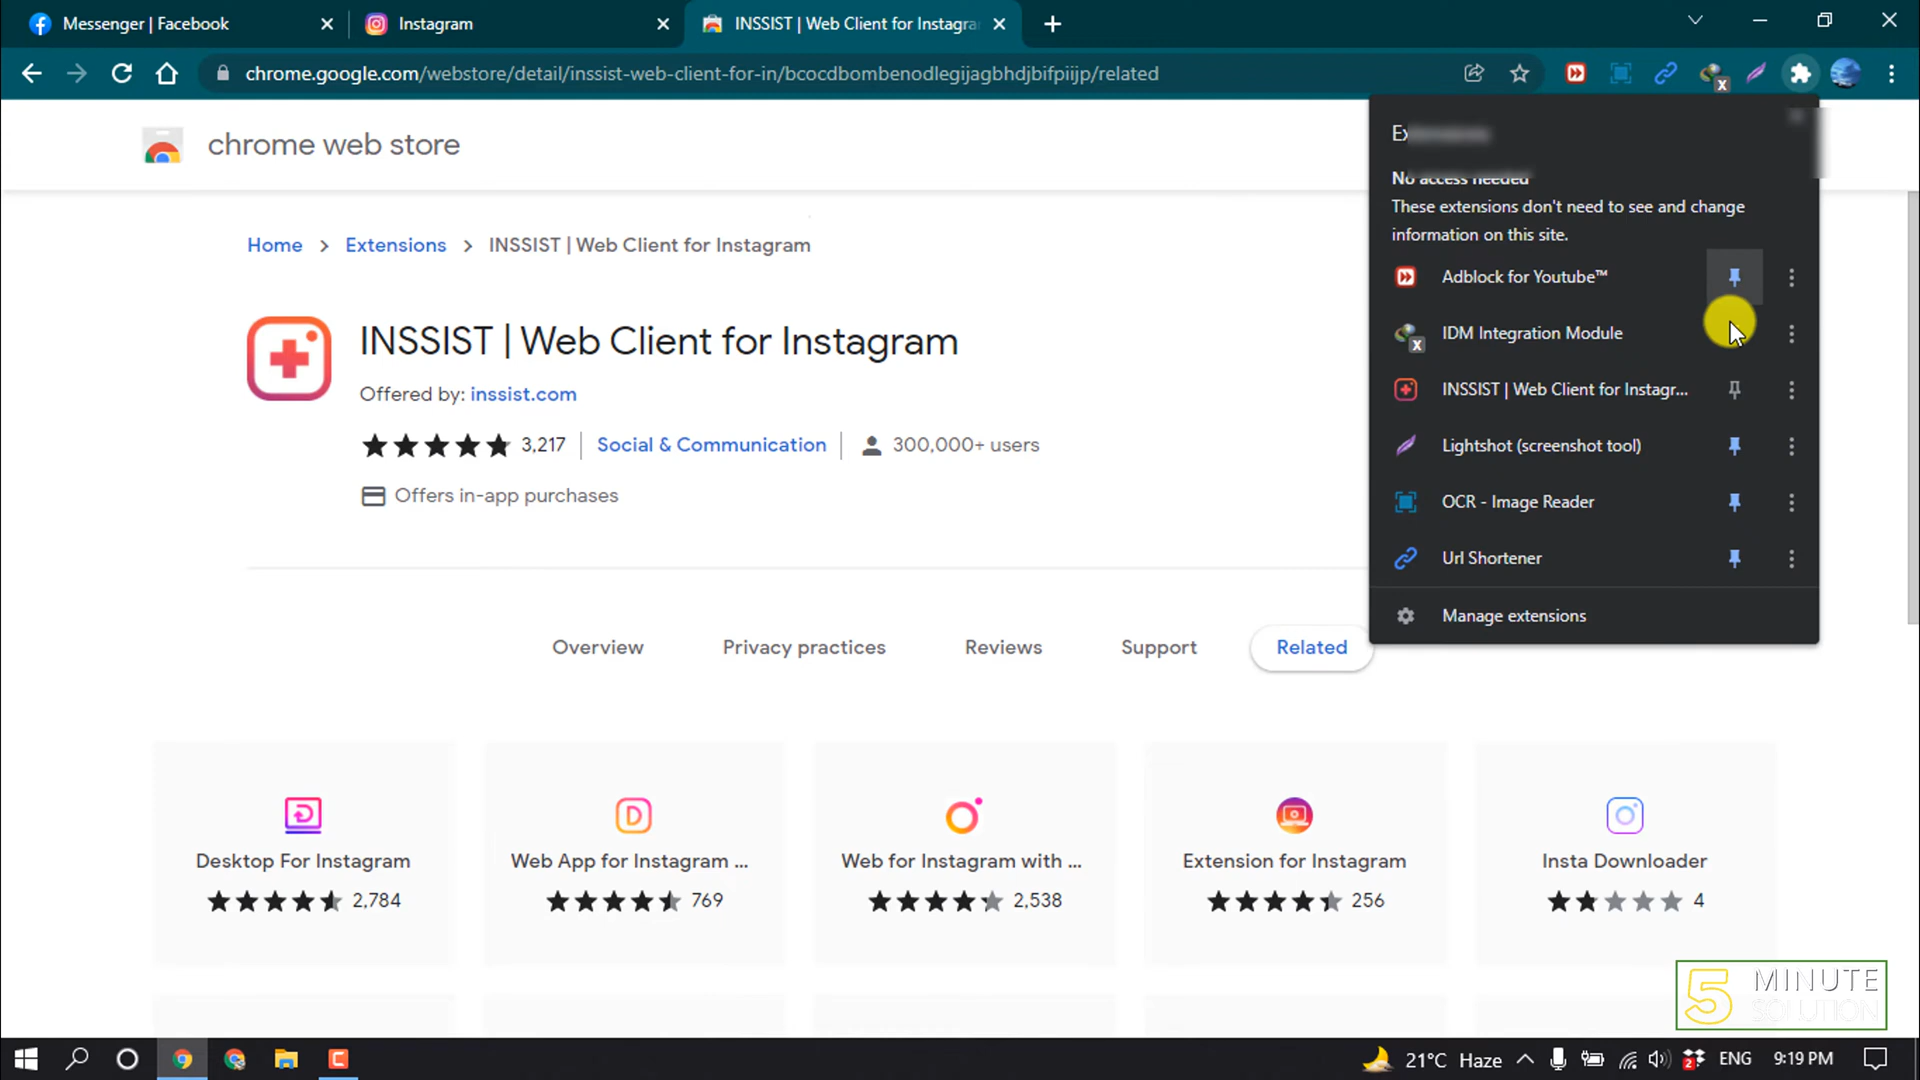 Messenger | Facebook
Instagram
INSSIST | Web Client for Instagra
chrome.google.com/webstore/detail/inssist-web-client-for-in/bcocdbombenodlegijagbhdjbifpiijp/related
chrome web store
Home > Extensions > INSSIST | Web Client for Instagram
INSSIST | Web Client for Instagram
Offered by: inssist.com
3,217
Social & Communication
300,000+ users
Offers in-app purchases
Overview
Privacy practices
Reviews
Support
Related
Desktop For Instagram
2,784
Web App for Instagram ...
769
Web for Instagram with ...
2,538
Extension for Instagram
256
Insta Downloader
4
No access needed
These extensions don't need to see and change
information on this site.
Adblock for Youtube™
IDM Integration Module
INSSIST | Web Client for Instagr...
Lightshot (screenshot tool)
OCR - Image Reader
Url Shortener
Manage extensions
5 MINUTE
SOLUTION
21°C Haze
ENG
9:19 PM